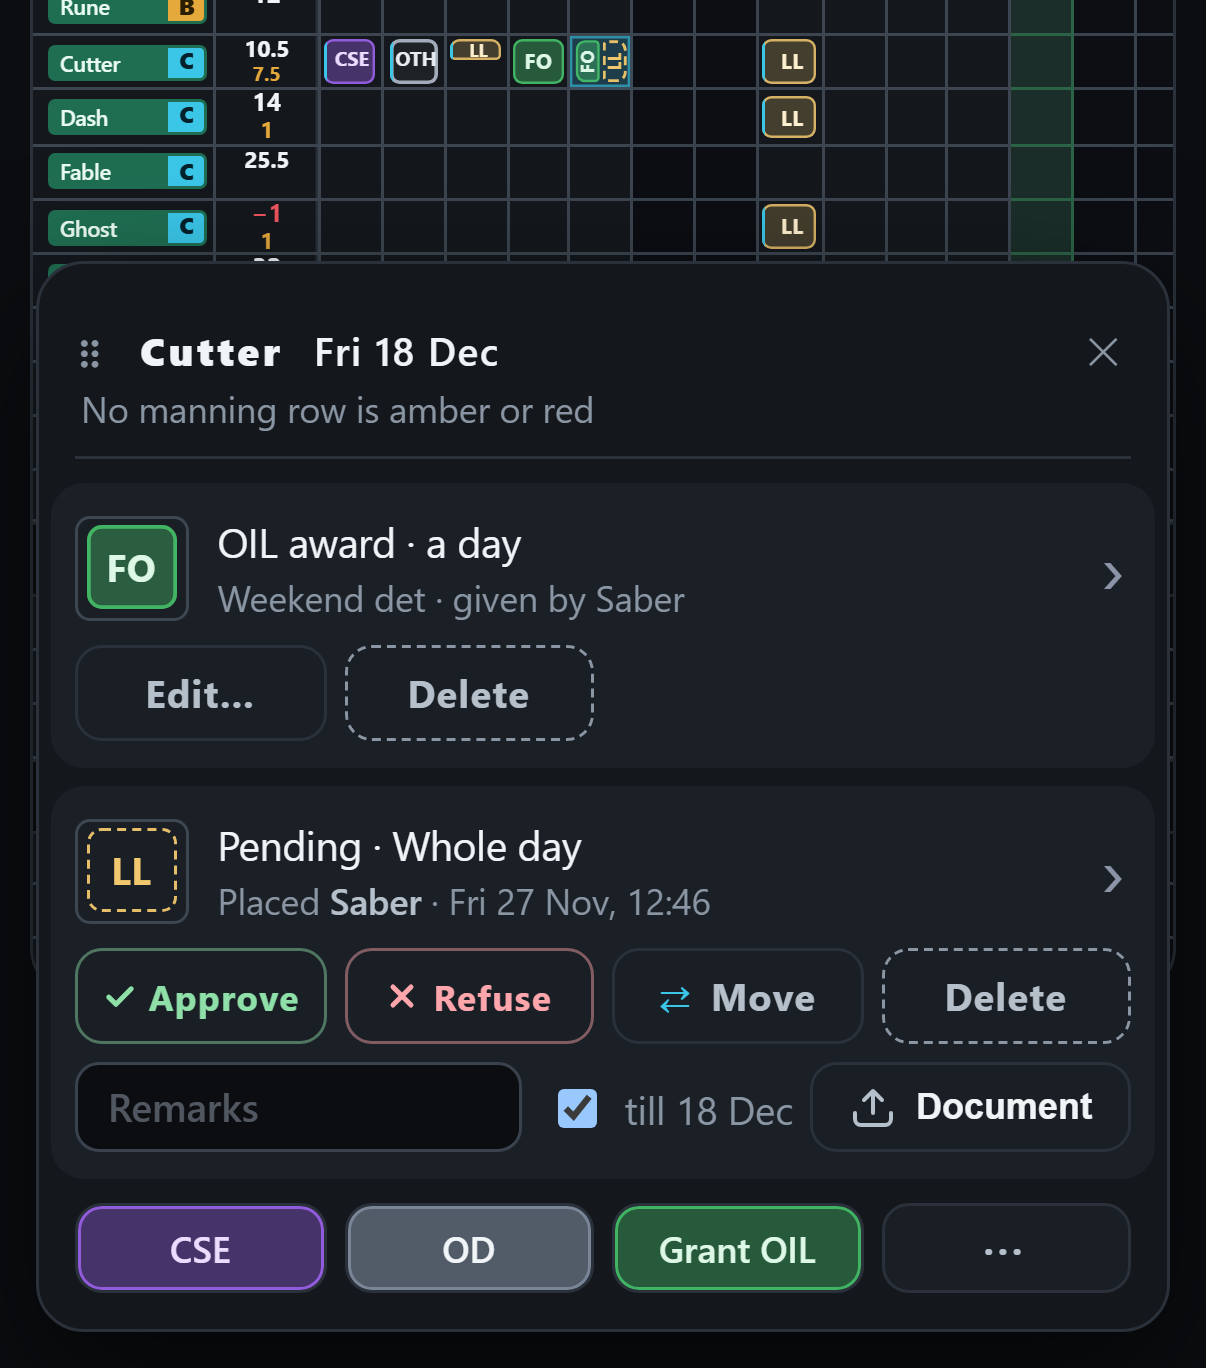 Rune B
Cutter C 10.5 CSE OTH LL FO FO LL LL
7.5
Dash C 14 LL
1
Fable C 25.5
Ghost C −1 LL
1
Cutter Fri 18 Dec
No manning row is amber or red
FO OIL award · a day
Weekend det · given by Saber
Edit... Delete
LL Pending · Whole day
Placed Saber · Fri 27 Nov, 12:46
Approve Refuse Move Delete
Remarks till 18 Dec Document
CSE OD Grant OIL ...